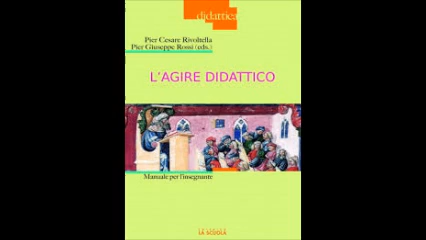 didattica
Pier Cesare Rivoltella
Pier Giuseppe Rossi (eds.)
L’AGIRE DIDATTICO
Manuale per l'insegnante
LA SCUOLA